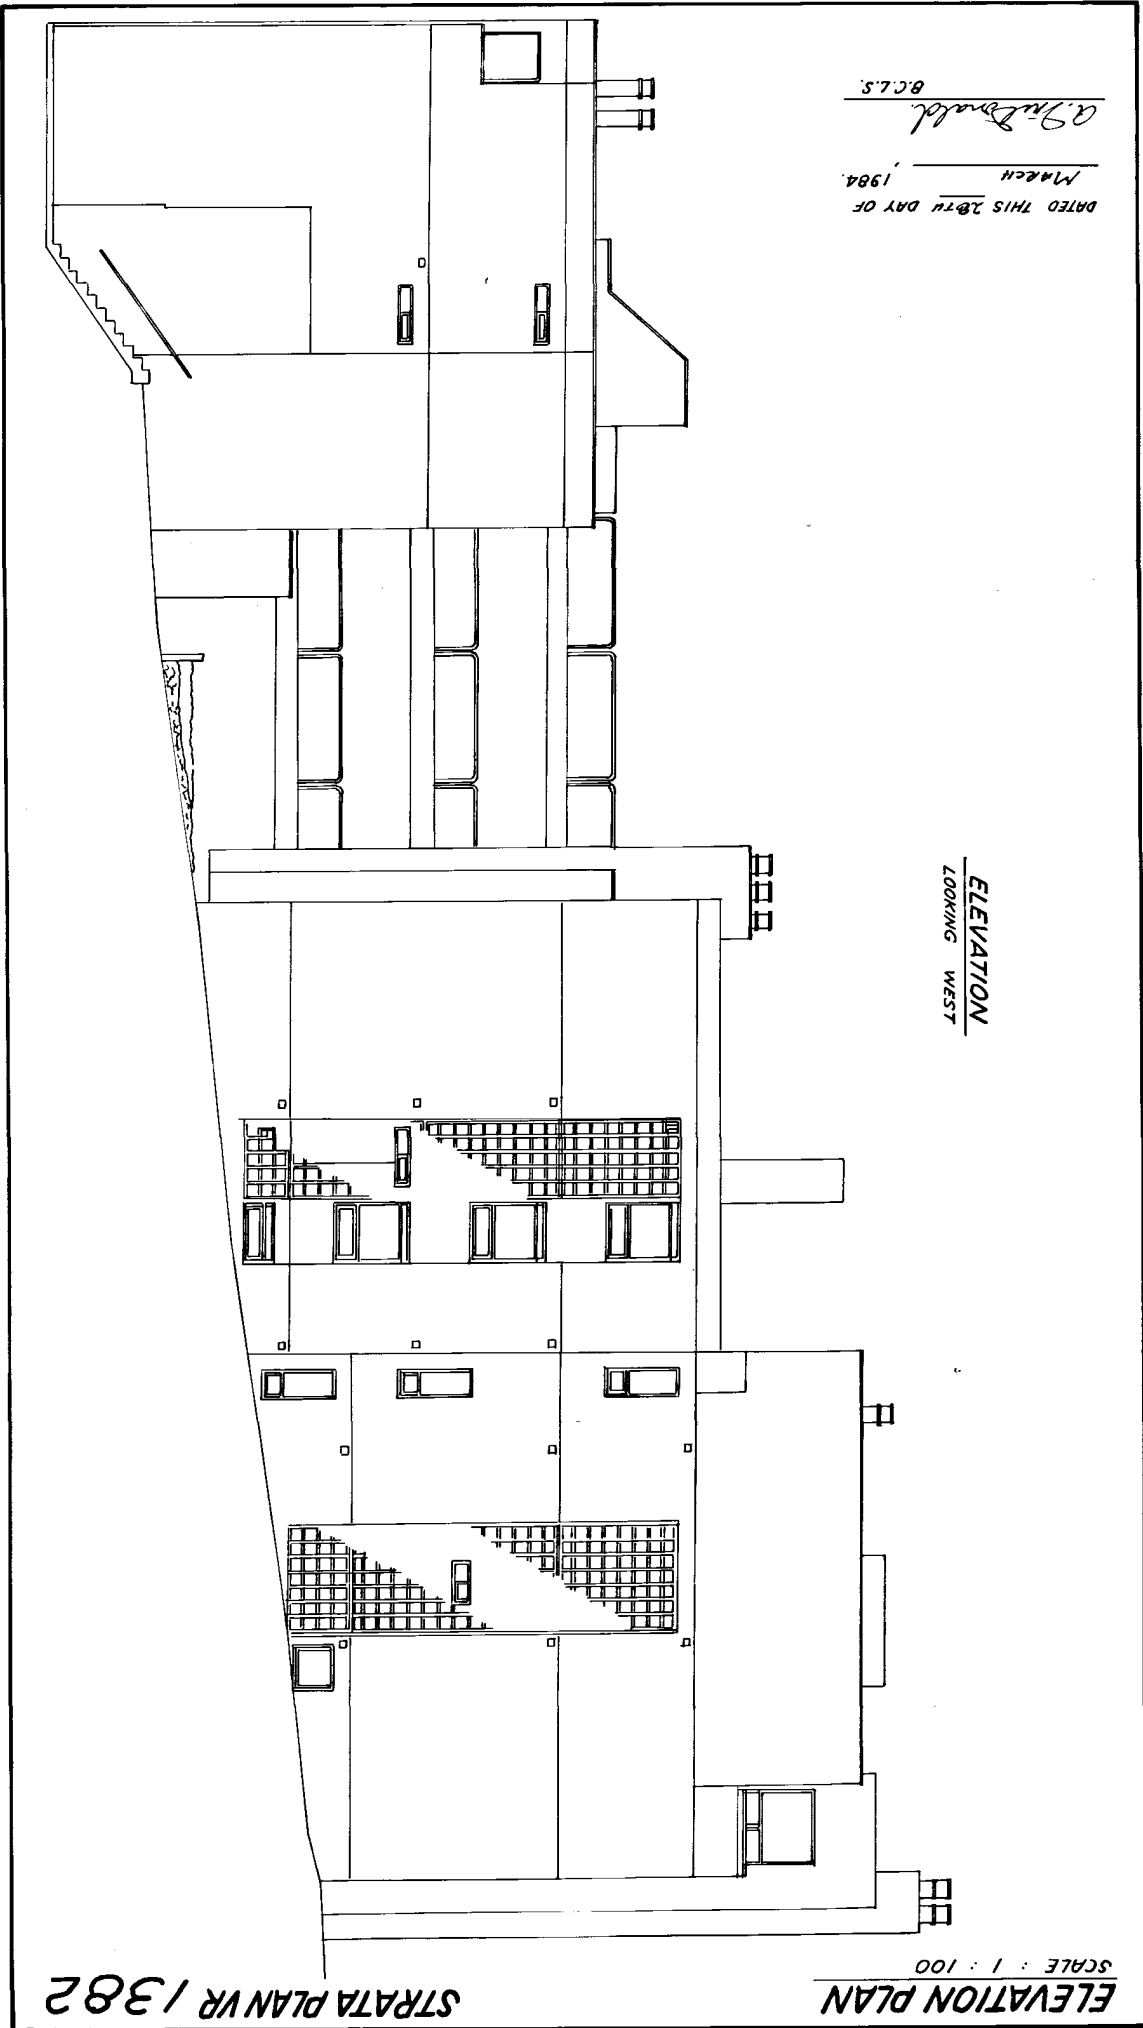 ELEVATION PLAN
SCALE : 1 : 100
STRATA PLAN VR 1382
ELEVATION
LOOKING WEST
DATED THIS 28TH DAY OF
MARCH , 1984.
B.C.L.S.